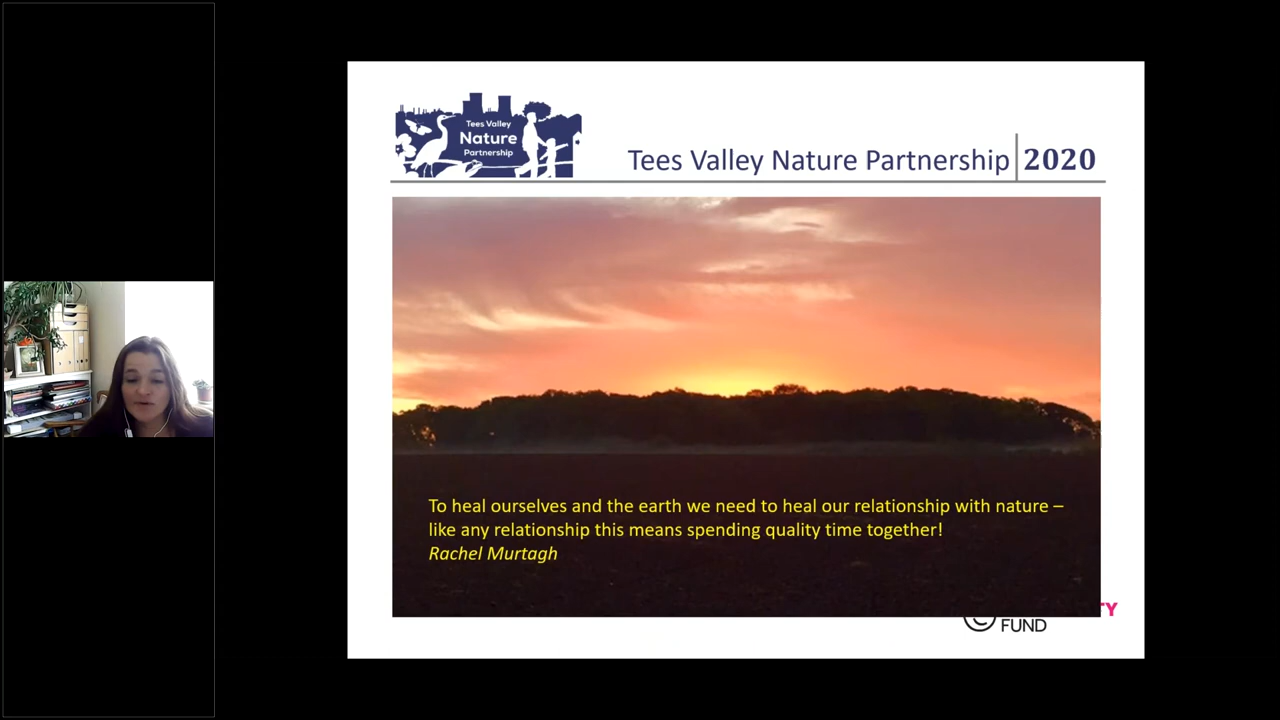 Tees Valley
Nature
Partnership
Tees Valley Nature Partnership 2020
To heal ourselves and the earth we need to heal our relationship with nature –
like any relationship this means spending quality time together!
Rachel Murtagh
TY
FUND